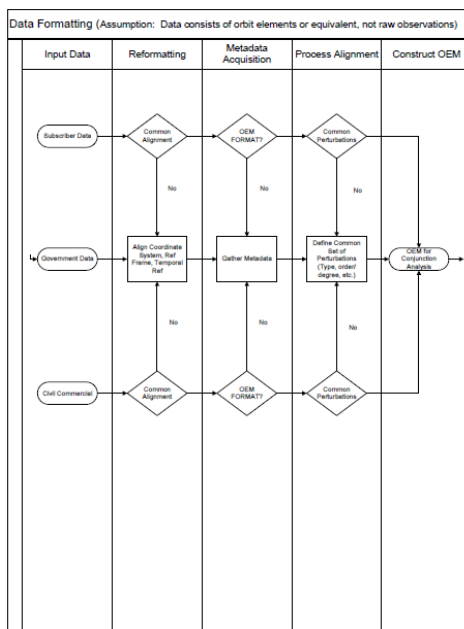 Data Formatting (Assumption: Data consists of orbit elements or equivalent, not raw observations)
Input Data
Reformatting
Metadata
Acquisition
Process Alignment
Construct OEM
Subscriber Data
Common
Alignment
OEM
FORMAT?
Common
Perturbations
No
No
No
Government Data
Align Coordinate
System, Ref
Frame, Temporal
Ref
Gather Metadata
Define Common
Set of
Perturbations
(Type, order/
degree, etc.)
OEM for
Conjunction
Analysis
No
No
No
Civil Commercial
Common
Alignment
OEM
FORMAT?
Common
Perturbations